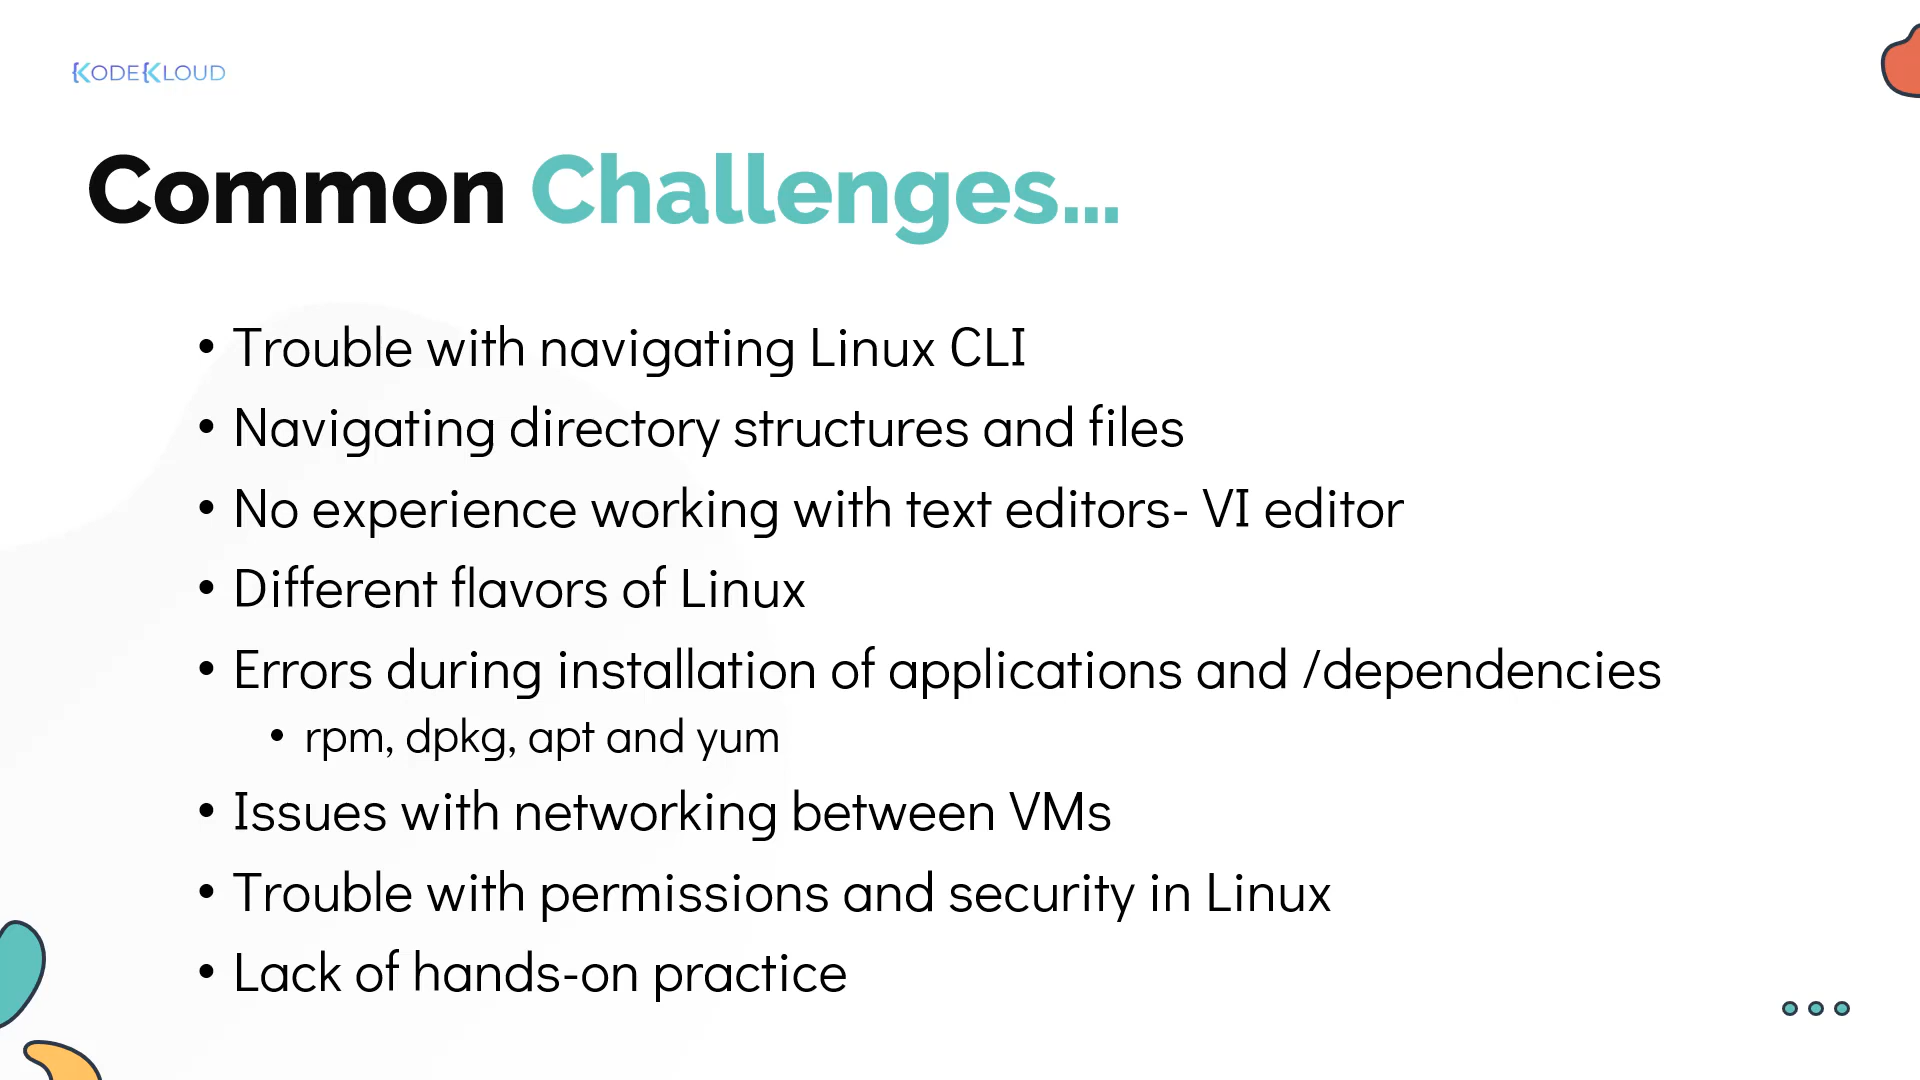 KODEKLOUD
Common Challenges...
• Trouble with navigating Linux CLI
• Navigating directory structures and files
• No experience working with text editors- VI editor
• Different flavors of Linux
• Errors during installation of applications and /dependencies
• rpm, dpkg, apt and yum
• Issues with networking between VMs
• Trouble with permissions and security in Linux
• Lack of hands-on practice